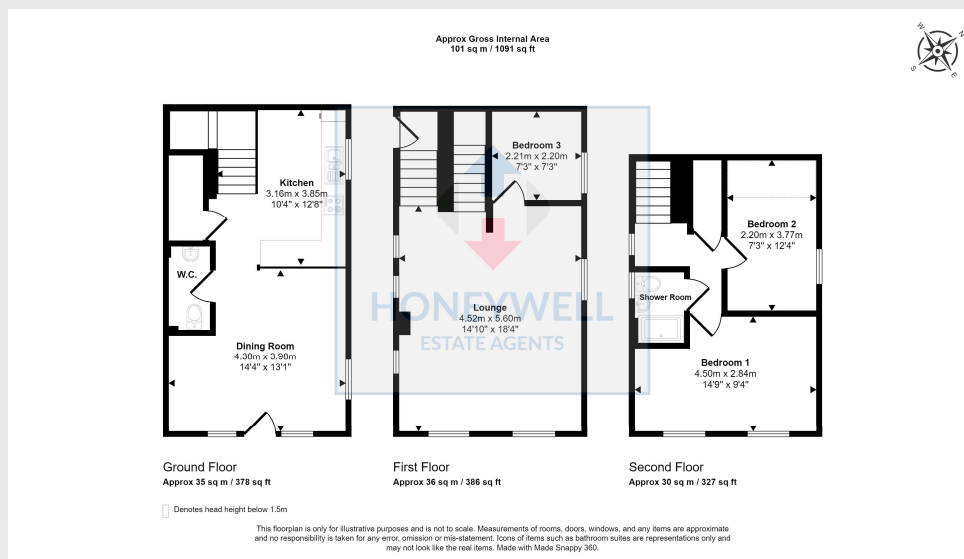 Approx Gross Internal Area
101 sq m / 1091 sq ft
W
N
S
E
Kitchen
3.16m x 3.85m
10'4" x 12'8"
W.C.
Dining Room
4.38m x 3.98m
14'4" x 13'1"
Bedroom 3
2.21m x 2.20m
7'3" x 7'3"
Lounge
4.52m x 5.60m
14'10" x 18'4"
HONEYWELL
ESTATE AGENTS
Bedroom 2
2.20m x 3.77m
7'3" x 12'4"
Shower Room
Bedroom 1
4.50m x 2.84m
14'9" x 9'4"
Ground Floor
Approx 35 sq m / 378 sq ft
First Floor
Approx 36 sq m / 386 sq ft
Second Floor
Approx 30 sq m / 327 sq ft
Denotes head height below 1.5m
This floorplan is only for illustrative purposes and is not to scale. Measurements of rooms, doors, windows, and any items are approximate
and no responsibility is taken for any error, omission or mis-statement. Icons of items such as bathroom suites are representations only and
may not look like the real items. Made with Made Snappy 360.